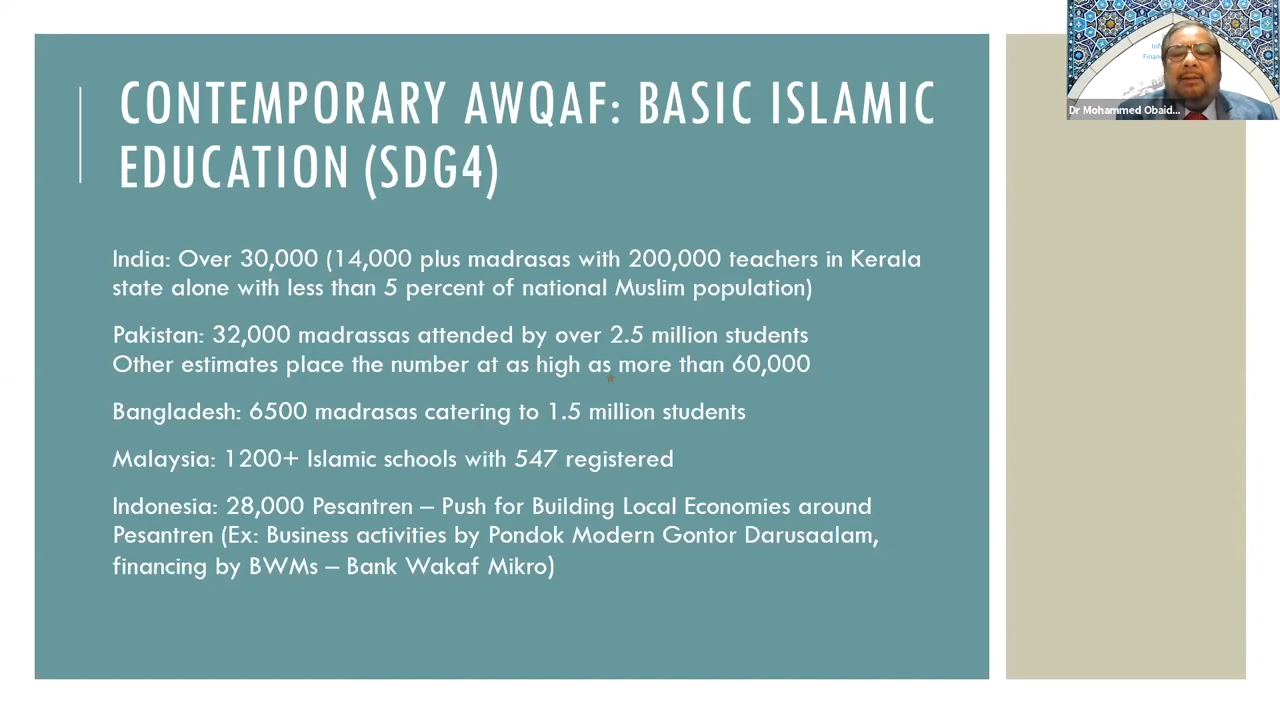 CONTEMPORARY AWQAF: BASIC ISLAMIC
EDUCATION (SDG4)
India: Over 30,000 (14,000 plus madrasas with 200,000 teachers in Kerala
state alone with less than 5 percent of national Muslim population)
Pakistan: 32,000 madrassas attended by over 2.5 million students
Other estimates place the number at as high as more than 60,000
Bangladesh: 6500 madrasas catering to 1.5 million students
Malaysia: 1200+ Islamic schools with 547 registered
Indonesia: 28,000 Pesantren – Push for Building Local Economies around
Pesantren (Ex: Business activities by Pondok Modern Gontor Darusaalam,
financing by BWMs – Bank Wakaf Mikro)
Dr Mohammed Obaid...